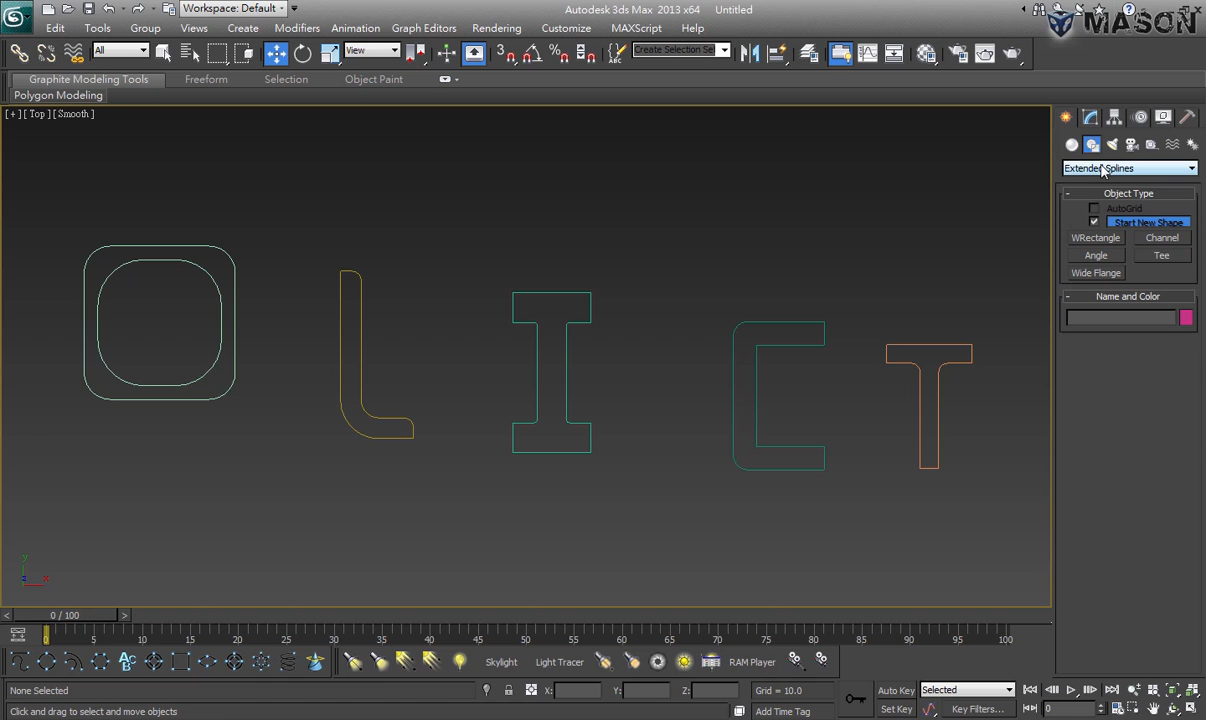 Workspace: Default
Autodesk 3ds Max 2013 x64 Untitled
MASON
Edit Tools Group Views Create Modifiers Animation Graph Editors Rendering Customize MAXScript Help
All View 3 Create Selection Se
Graphite Modeling Tools Freeform Selection Object Paint
Polygon Modeling
[+][Top][Smooth]
Extended Splines
- Object Type
AutoGrid
Start New Shape
WRectangle Channel
Angle Tee
Wide Flange
- Name and Color
y
z x
< 0 / 100 >
0 5 10 15 20 25 30 35 40 45 50 55 60 65 70 75 80 85 90 95 100
Skylight Light Tracer RAM Player
None Selected X: Y: Z: Grid = 10.0 Auto Key Selected
Click and drag to select and move objects Add Time Tag Set Key Key Filters... 0